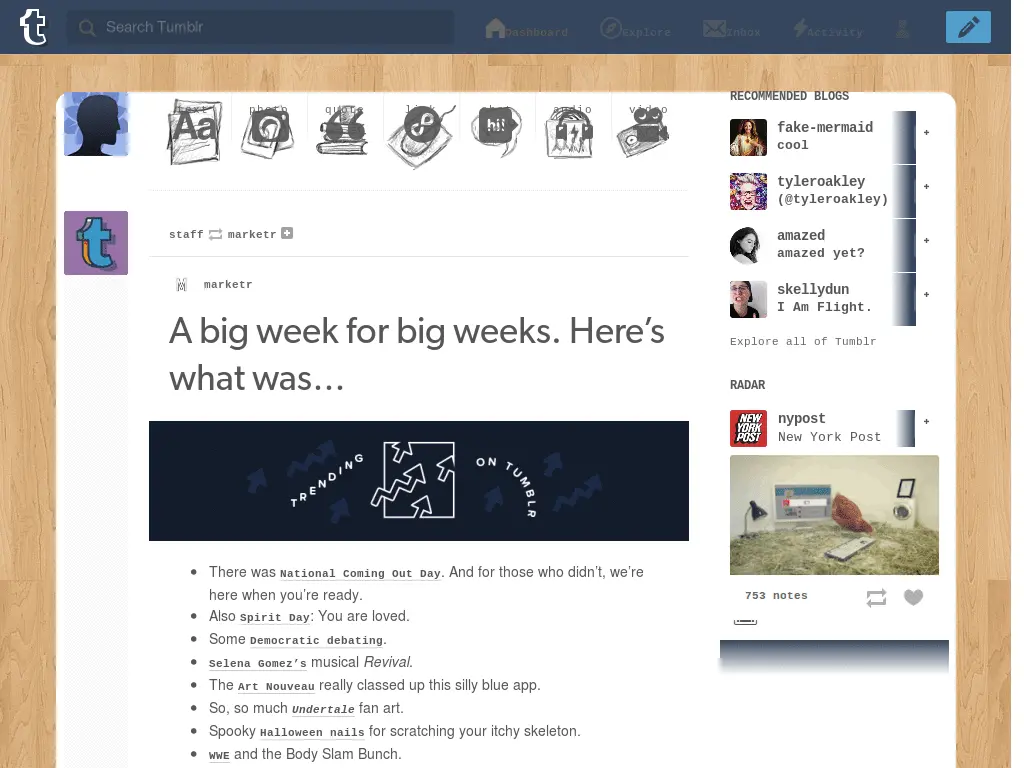 t Search Tumblr Dashboard Explore Inbox Activity
text photo quote link chat audio video
Aa hi!
RECOMMENDED BLOGS
fake-mermaid
cool
tyleroakley
(@tyleroakley)
amazed
amazed yet?
skellydun
I Am Flight.
Explore all of Tumblr
RADAR
nypost
New York Post
NEW
YORK
POST
753 notes
t
staff marketr
marketr
A big week for big weeks. Here’s
what was…
TRENDING ON TUMBLR
There was National Coming Out Day. And for those who didn’t, we’re
here when you’re ready.
Also Spirit Day: You are loved.
Some Democratic debating.
Selena Gomez’s musical Revival.
The Art Nouveau really classed up this silly blue app.
So, so much Undertale fan art.
Spooky Halloween nails for scratching your itchy skeleton.
WWE and the Body Slam Bunch.